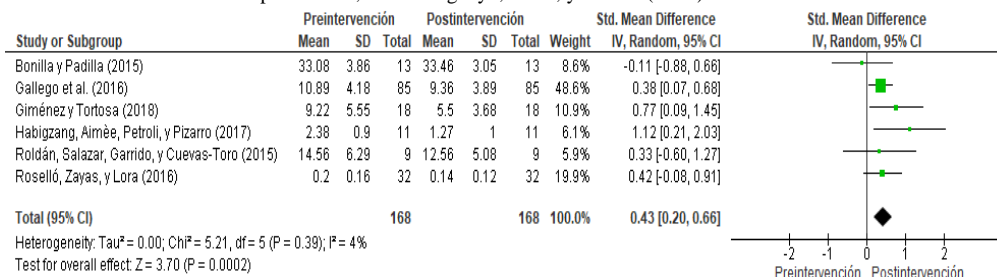 Preintervención Postintervención Std. Mean Difference Std. Mean Difference
Study or Subgroup Mean SD Total Mean SD Total Weight IV, Random, 95% CI IV, Random, 95% CI
Bonilla y Padilla (2015) 33.08 3.86 13 33.46 3.05 13 8.6% -0.11 [-0.88, 0.66]
Gallego et al. (2016) 10.89 4.18 85 9.36 3.89 85 48.6% 0.38 [0.07, 0.68]
Giménez y Tortosa (2018) 9.22 5.55 18 5.5 3.68 18 10.9% 0.77 [0.09, 1.45]
Habigzang, Aimèe, Petroli, y Pizarro (2017) 2.38 0.9 11 1.27 1 11 6.1% 1.12 [0.21, 2.03]
Roldán, Salazar, Garrido, y Cuevas-Toro (2015) 14.56 6.29 9 12.56 5.08 9 5.9% 0.33 [-0.60, 1.27]
Roselló, Zayas, y Lora (2016) 0.2 0.16 32 0.14 0.12 32 19.9% 0.42 [-0.08, 0.91]
Total (95% CI) 168 168 100.0% 0.43 [0.20, 0.66]
Heterogeneity: Tau² = 0.00; Chi² = 5.21, df = 5 (P = 0.39); I² = 4%
Test for overall effect: Z = 3.70 (P = 0.0002)
-2 -1 0 1 2
Preintervención Postintervención